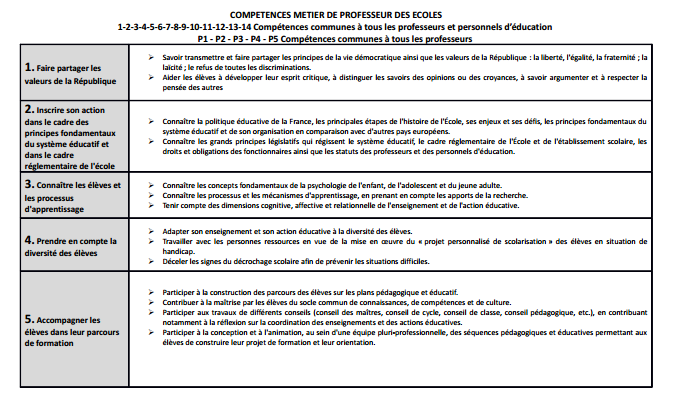 COMPETENCES METIER DE PROFESSEUR DES ECOLES
1-2-3-4-5-6-7-8-9-10-11-12-13-14 Compétences communes à tous les professeurs et personnels d'éducation
P1 - P2 - P3 - P4 - P5 Compétences communes à tous les professeurs
1. Faire partager les
valeurs de la République
➢ Savoir transmettre et faire partager les principes de la vie démocratique ainsi que les valeurs de la République : la liberté, l'égalité, la fraternité ; la
laïcité ; le refus de toutes les discriminations.
➢ Aider les élèves à développer leur esprit critique, à distinguer les savoirs des opinions ou des croyances, à savoir argumenter et à respecter la
pensée des autres
2. Inscrire son action
dans le cadre des
principes fondamentaux
du système éducatif et
dans le cadre
réglementaire de l'école
➢ Connaître la politique éducative de la France, les principales étapes de l'histoire de l'École, ses enjeux et ses défis, les principes fondamentaux du
système éducatif et de son organisation en comparaison avec d'autres pays européens.
➢ Connaître les grands principes législatifs qui régissent le système éducatif, le cadre réglementaire de l'École et de l'établissement scolaire, les
droits et obligations des fonctionnaires ainsi que les statuts des professeurs et des personnels d'éducation.
3. Connaître les élèves et
les processus
d'apprentissage
➢ Connaître les concepts fondamentaux de la psychologie de l'enfant, de l'adolescent et du jeune adulte.
➢ Connaître les processus et les mécanismes d'apprentissage, en prenant en compte les apports de la recherche.
➢ Tenir compte des dimensions cognitive, affective et relationnelle de l'enseignement et de l'action éducative.
4. Prendre en compte la
diversité des élèves
➢ Adapter son enseignement et son action éducative à la diversité des élèves.
➢ Travailler avec les personnes ressources en vue de la mise en œuvre du « projet personnalisé de scolarisation » des élèves en situation de
handicap.
➢ Déceler les signes du décrochage scolaire afin de prévenir les situations difficiles.
5. Accompagner les
élèves dans leur parcours
de formation
➢ Participer à la construction des parcours des élèves sur les plans pédagogique et éducatif.
➢ Contribuer à la maîtrise par les élèves du socle commun de connaissances, de compétences et de culture.
➢ Participer aux travaux de différents conseils (conseil des maîtres, conseil de cycle, conseil de classe, conseil pédagogique, etc.), en contribuant
notamment à la réflexion sur la coordination des enseignements et des actions éducatives.
➢ Participer à la conception et à l'animation, au sein d'une équipe pluri-professionnelle, des séquences pédagogiques et éducatives permettant aux
élèves de construire leur projet de formation et leur orientation.